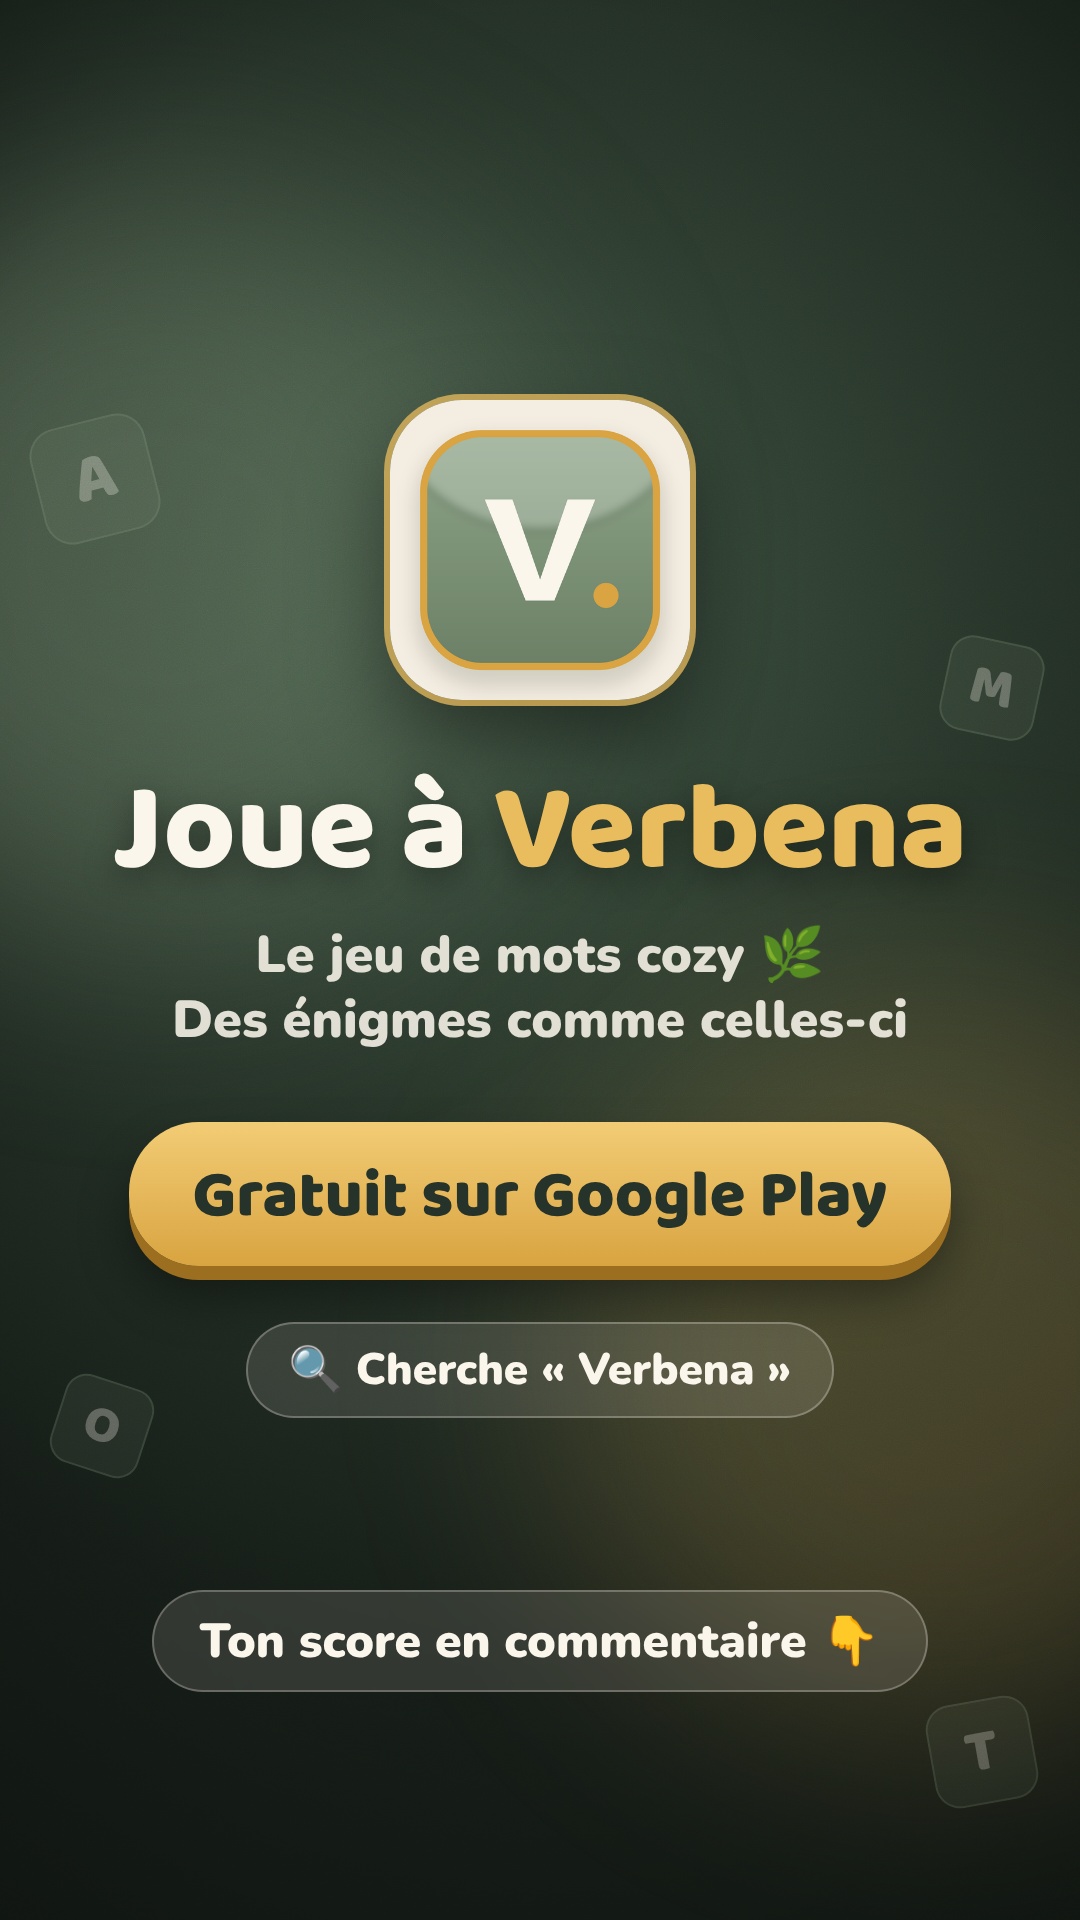 A
V.
M
Joue à Verbena
Le jeu de mots cozy 🌿
Des énigmes comme celles-ci
Gratuit sur Google Play
🔍 Cherche « Verbena »
O
Ton score en commentaire 👇
T